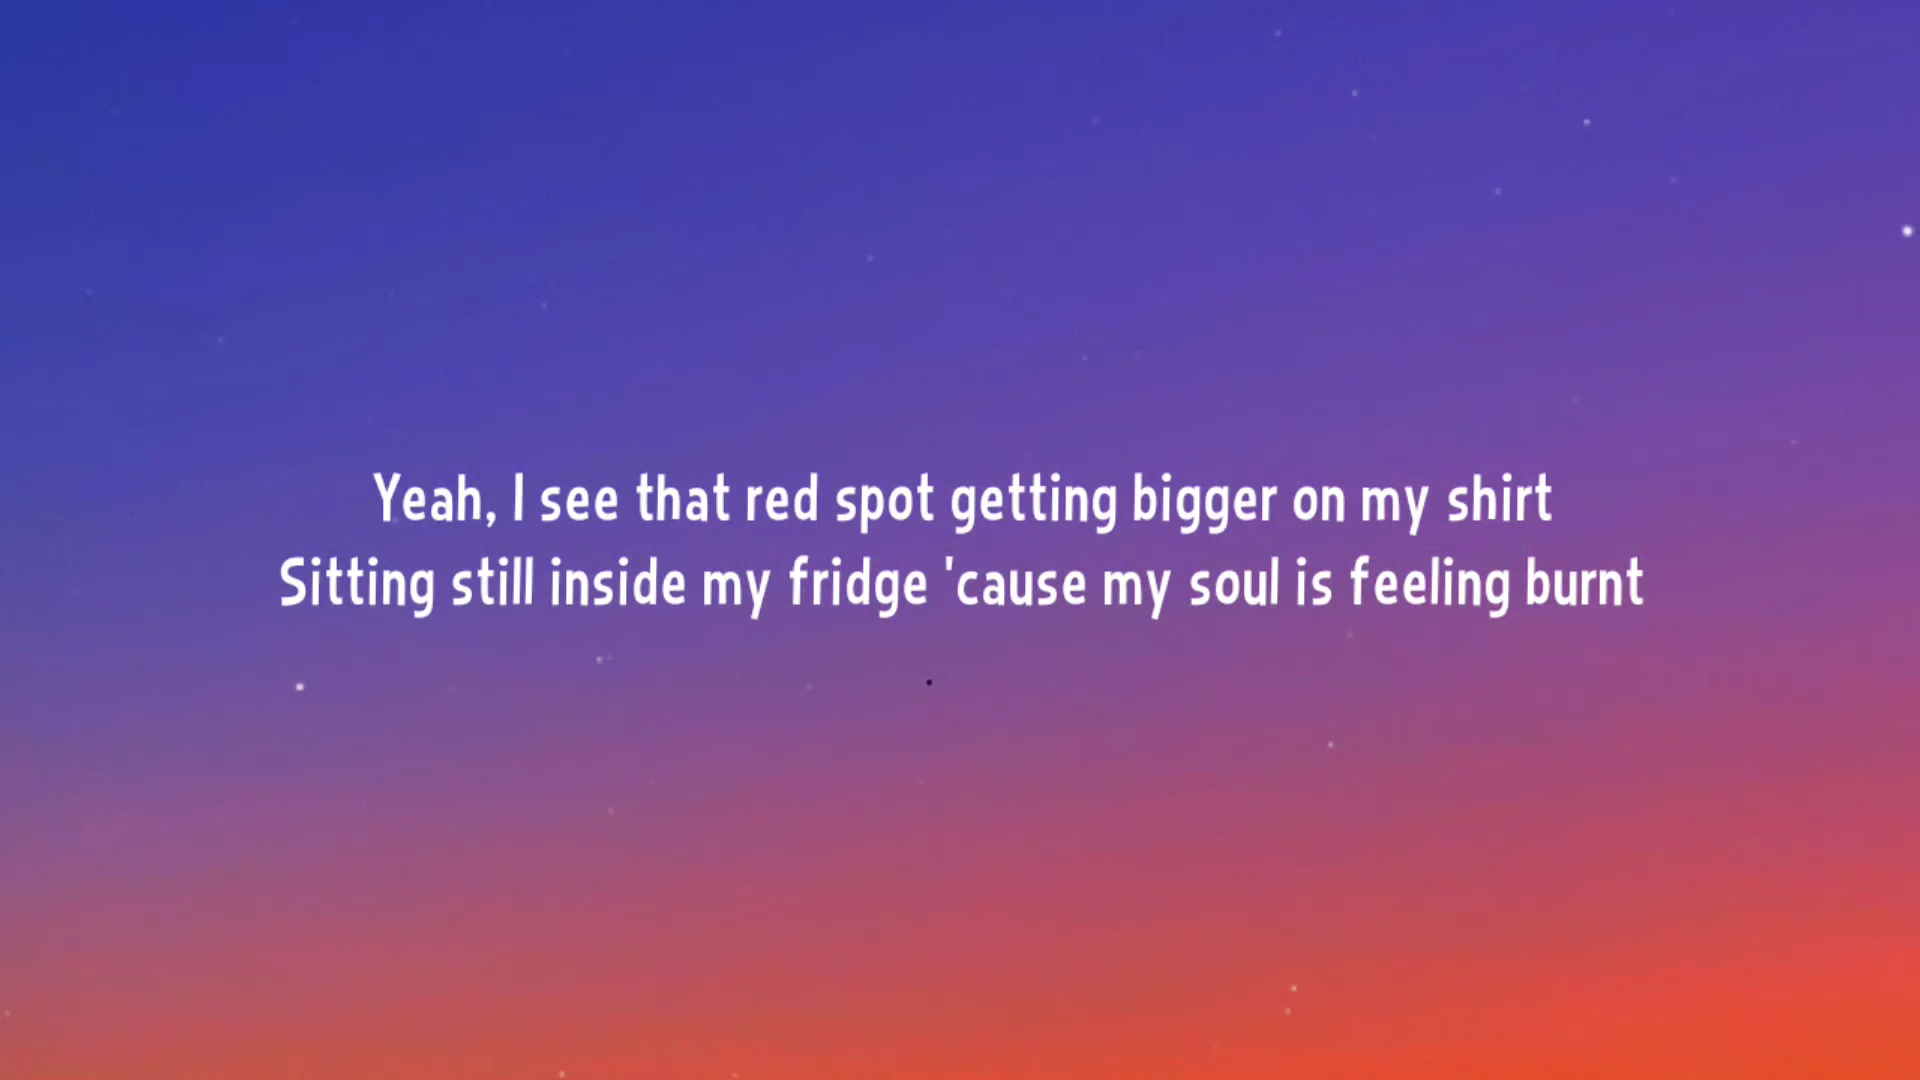 Yeah, I see that red spot getting bigger on my shirt
Sitting still inside my fridge 'cause my soul is feeling burnt